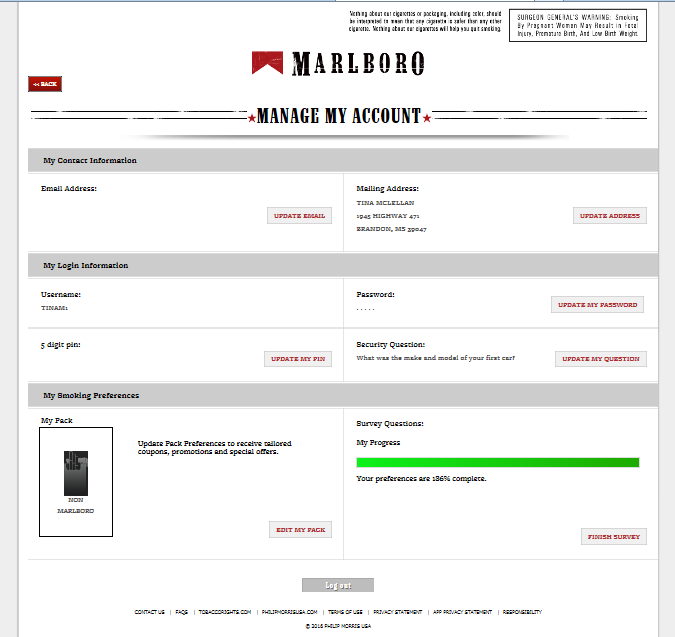 Nothing about our cigarettes or packaging, including color, should
be interpreted to mean that any cigarette is safer than any other
cigarette. Nothing about our cigarettes will help you quit smoking.
SURGEON GENERAL'S WARNING: Smoking
By Pregnant Women May Result in Fetal
Injury, Premature Birth, And Low Birth Weight.
MARLBORO
<< BACK
MANAGE MY ACCOUNT
My Contact Information
Email Address:
UPDATE EMAIL
Mailing Address:
TINA MCLELLAN
1945 HIGHWAY 471
BRANDON, MS 39047
UPDATE ADDRESS
My Login Information
Username:
TINAM1
Password:
. . . . .
UPDATE MY PASSWORD
5 digit pin:
UPDATE MY PIN
Security Question:
What was the make and model of your first car?
UPDATE MY QUESTION
My Smoking Preferences
My Pack
NON
MARLBORO
Update Pack Preferences to receive tailored
coupons, promotions and special offers.
EDIT MY PACK
Survey Questions:
My Progress
Your preferences are 186% complete.
FINISH SURVEY
Log out
CONTACT US | FAQS | TOBACCORIGHTS.COM | PHILIPMORRISUSA.COM | TERMS OF USE | PRIVACY STATEMENT | APP PRIVACY STATEMENT | RESPONSIBILITY
© 2016 PHILIP MORRIS USA